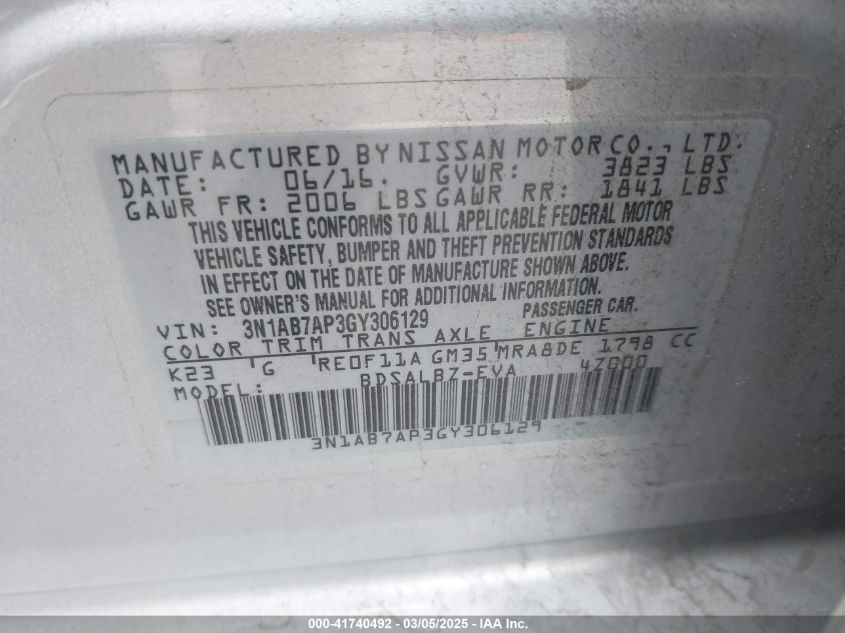 MANUFACTURED BY NISSAN MOTOR CO., LTD.
DATE: 06/16. GVWR: 3823 LBS
GAWR FR: 2006 LBS GAWR RR: 1841 LBS
THIS VEHICLE CONFORMS TO ALL APPLICABLE FEDERAL MOTOR
VEHICLE SAFETY, BUMPER AND THEFT PREVENTION STANDARDS
IN EFFECT ON THE DATE OF MANUFACTURE SHOWN ABOVE.
SEE OWNER'S MANUAL FOR ADDITIONAL INFORMATION.
VIN: 3N1AB7AP3GY306129 PASSENGER CAR.
COLOR TRIM TRANS AXLE ENGINE
K23 G RE0F11A GM35 MRA8DE 1798 CC
MODEL: BDSALBZ-EVA 4Z000
3N1AB7AP3GY306129
000-41740492 - 03/05/2025 - IAA Inc.